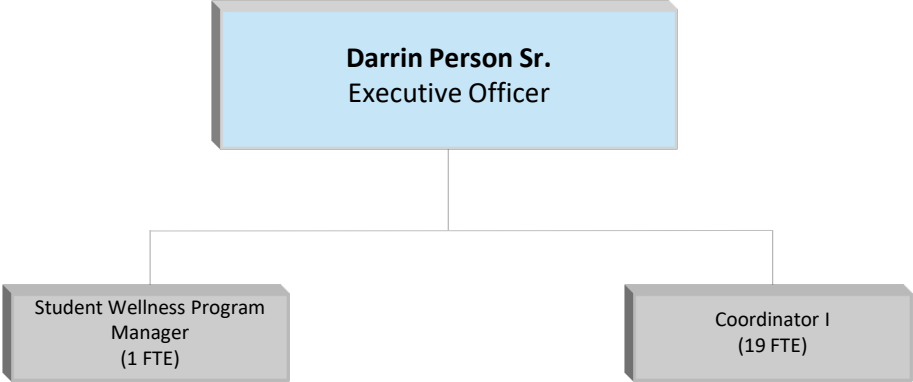 Darrin Person Sr.
Executive Officer
Student Wellness Program
Manager
(1 FTE)
Coordinator I
(19 FTE)